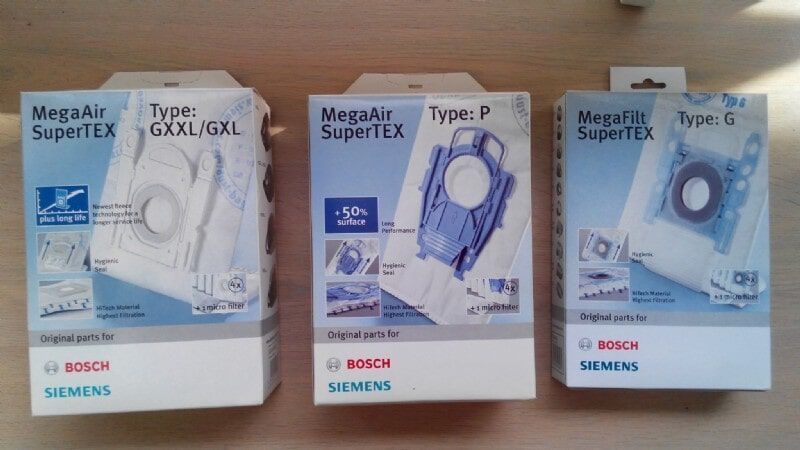 MegaAir
SuperTEX
Type:
GXXL/GXL
plus long life
Newest fleece
technology for a
longer service life
Hygienic
Seal
HiTech Material
Highest Filtration
4x
+ 1 micro filter
Original parts for
BOSCH
SIEMENS
MegaAir
SuperTEX
Type: P
+50%
surface
Long
Performance
Hygienic
Seal
HiTech Material
Highest Filtration
4x
+ 1 micro filter
Original parts for
BOSCH
SIEMENS
MegaFilt
SuperTEX
Type: G
Hygienic
Seal
HiTech Material
Highest Filtration
4x
+ 1 micro filter
Original parts for
BOSCH
SIEMENS